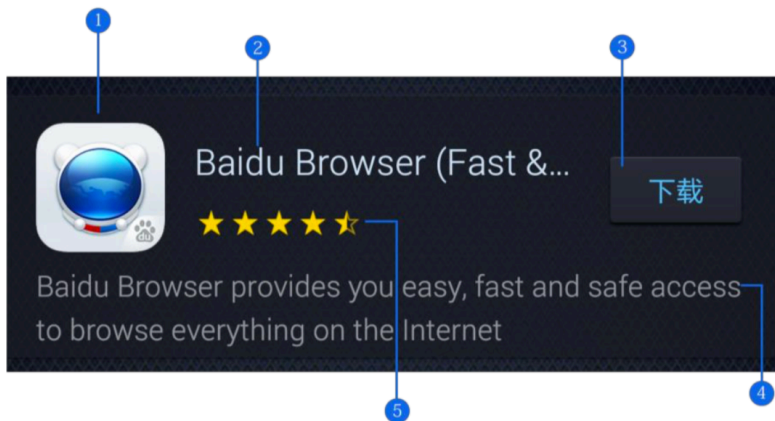 1
2
3
Baidu Browser (Fast &...
下载
du
Baidu Browser provides you easy, fast and safe access
to browse everything on the Internet
4
5